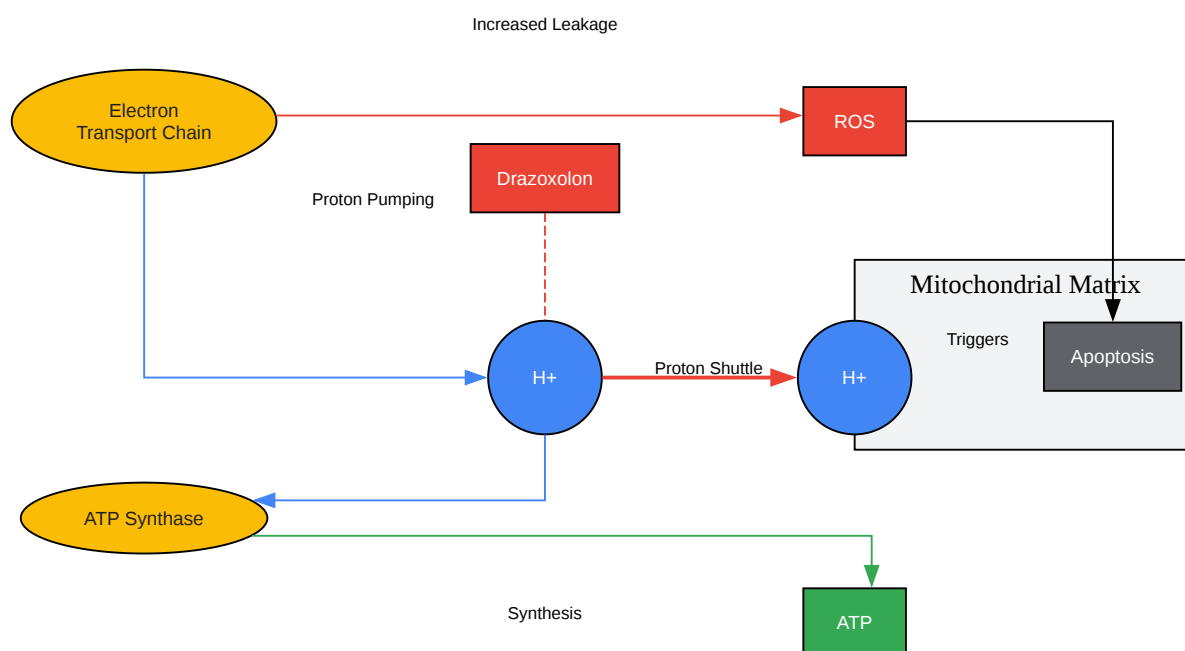 Increased Leakage
Electron
Transport Chain
ROS
Drazoxolon
Proton Pumping
Mitochondrial Matrix
Triggers
Apoptosis
H+
Proton Shuttle
H+
ATP Synthase
Synthesis
ATP